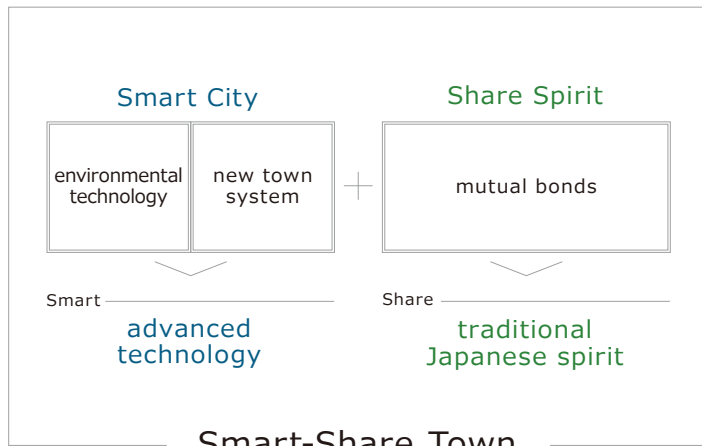 Smart City
Share Spirit
environmental
technology
new town
system
mutual bonds
Smart
Share
advanced
technology
traditional
Japanese spirit
Smart-Share Town